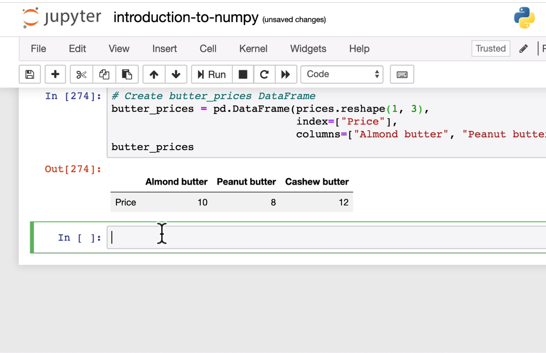 jupyter introduction-to-numpy (unsaved changes)
File Edit View Insert Cell Kernel Widgets Help Trusted
Run Code
In [274]: # Create butter_prices DataFrame
butter_prices = pd.DataFrame(prices.reshape(1, 3),
index=["Price"],
columns=["Almond butter", "Peanut butte
butter_prices
Out[274]:
Almond butter Peanut butter Cashew butter
Price 10 8 12
In [ ]: